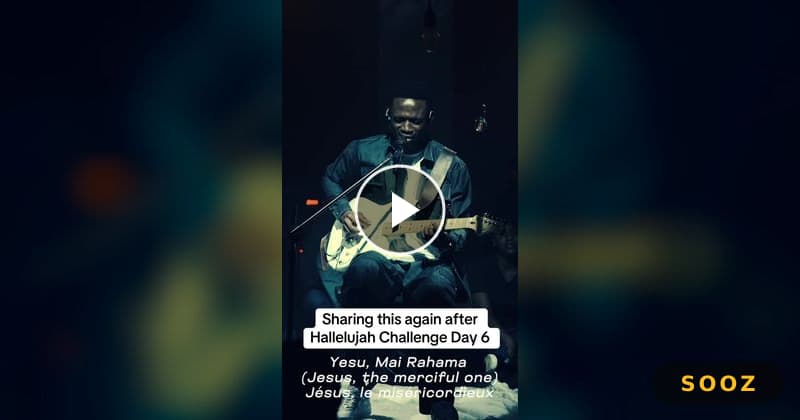 Sharing this again after
Hallelujah Challenge Day 6
Yesu, Mai Rahama
(Jesus, the merciful one)
Jésus, le miséricordieux
SOOZ